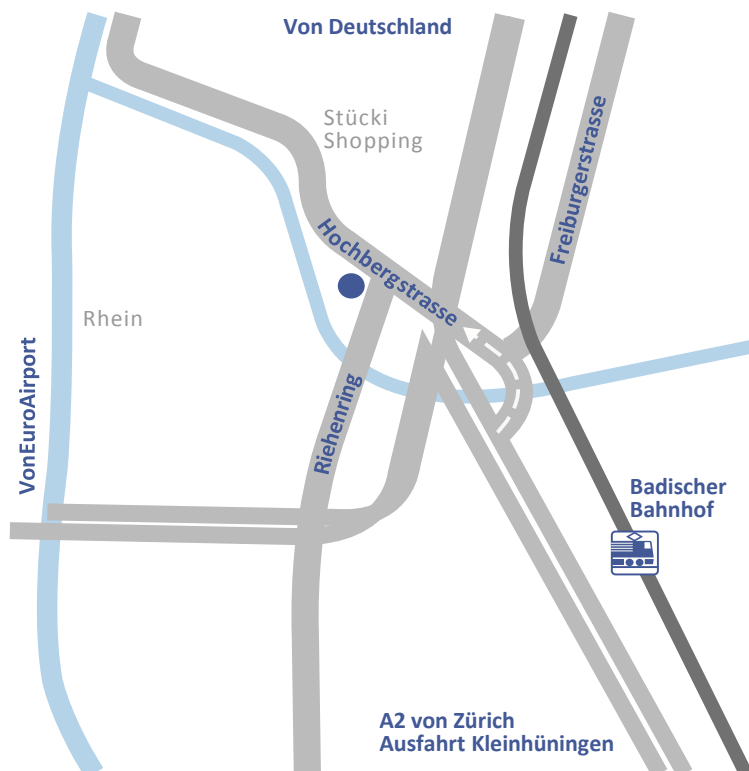 Von Deutschland
Stücki
Shopping
Freiburgerstrasse
Hochbergstrasse
Rhein
VonEuroAirport
Riehenring
Badischer
Bahnhof
A2 von Zürich
Ausfahrt Kleinhüningen